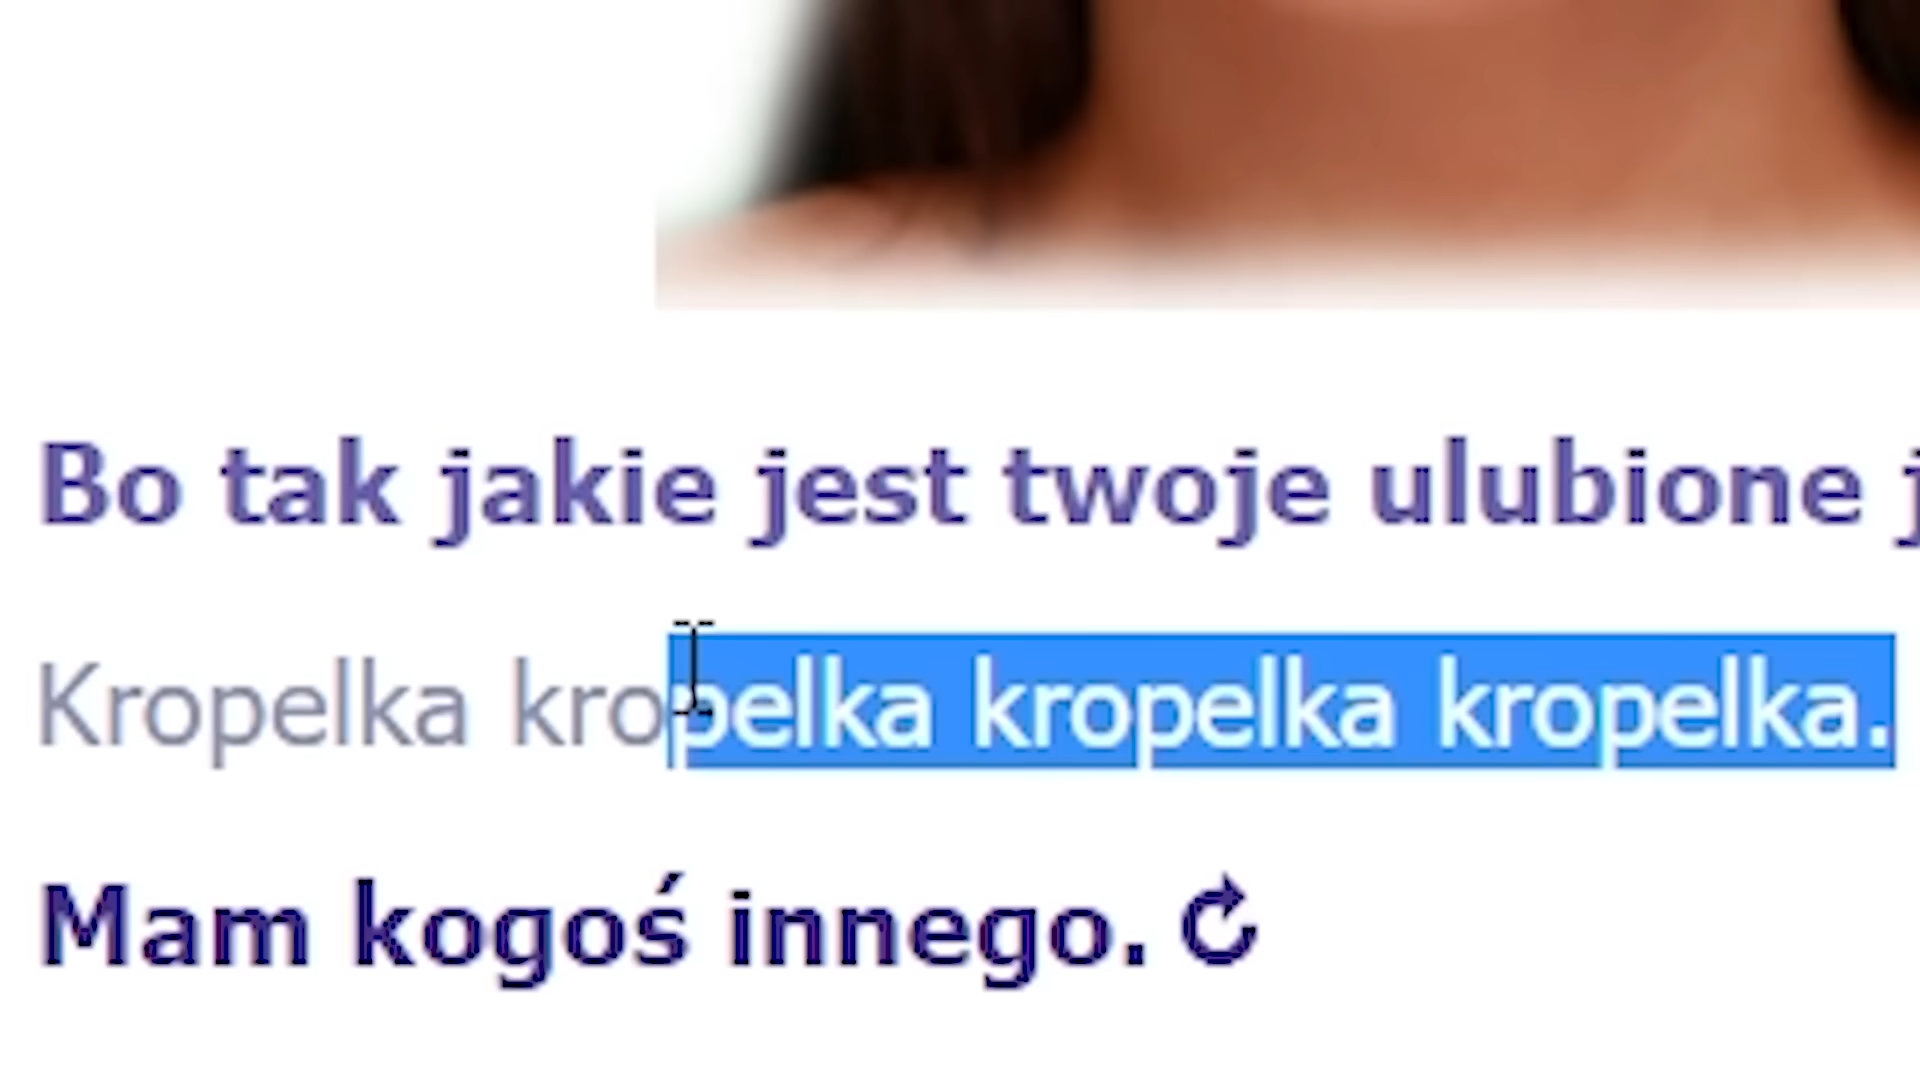 Bo tak jakie jest twoje ulubione j
Kropelka kropelka kropelka kropelka.
Mam kogoś innego. ↻